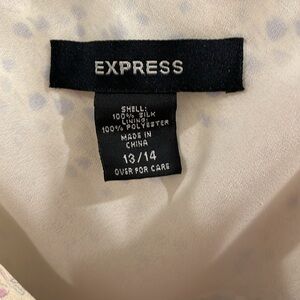 EXPRESS
SHELL:
100% SILK
LINING:
100% POLYESTER
MADE IN
CHINA
13/14
OVER FOR CARE